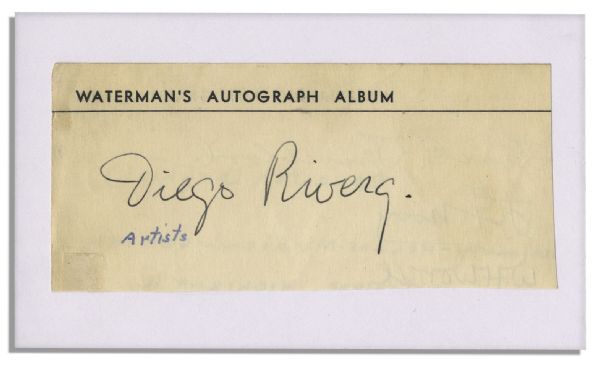 WATERMAN'S AUTOGRAPH ALBUM
Diego Rivera.
Artists